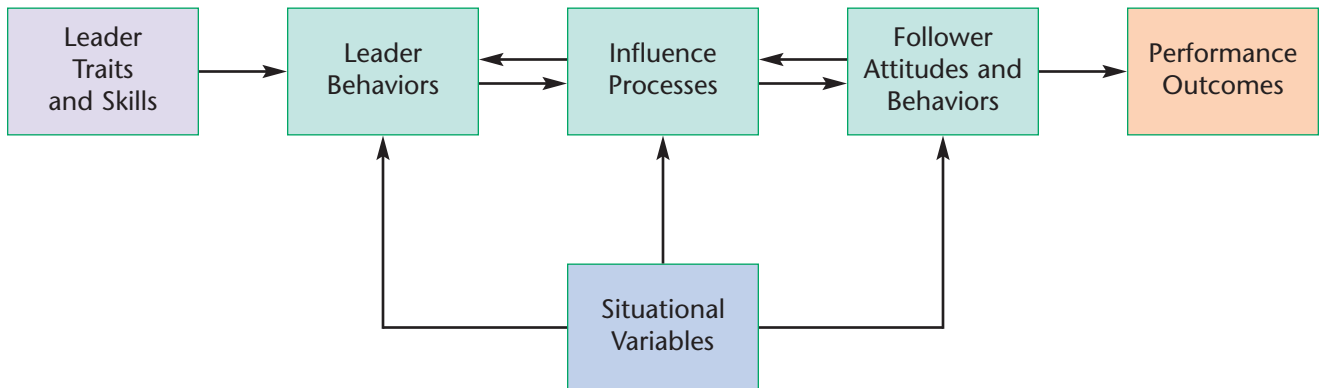 Leader
Traits
and Skills
Leader
Behaviors
Influence
Processes
Follower
Attitudes and
Behaviors
Performance
Outcomes
Situational
Variables